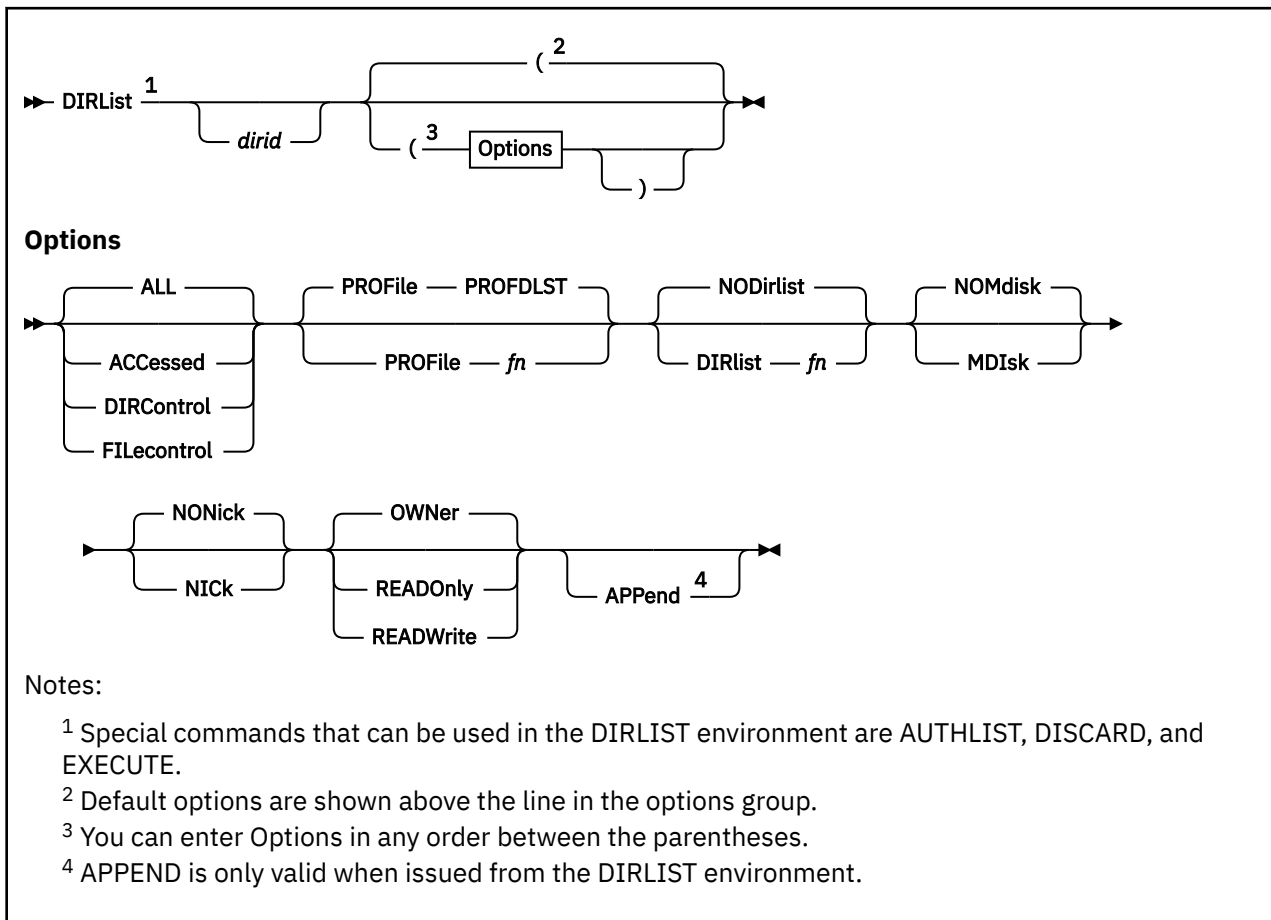 ( 2
DIRList 1
dirid
( 3 Options
)
Options
ALL PROFile PROFDLST NODirlist NOMdisk
ACCessed PROFile fn DIRlist fn MDIsk
DIRControl
FILecontrol
NONick OWNer
NICk READOnly APPend 4
READWrite
Notes:
1 Special commands that can be used in the DIRLIST environment are AUTHLIST, DISCARD, and
EXECUTE.
2 Default options are shown above the line in the options group.
3 You can enter Options in any order between the parentheses.
4 APPEND is only valid when issued from the DIRLIST environment.